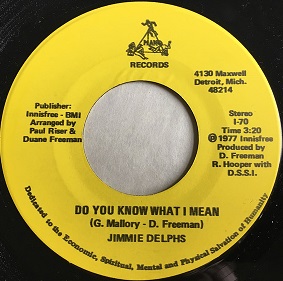 RECORDS
4130 Maxwell
Detroit, Mich.
48214
Publisher:
Innisfree - BMI
Arranged by
Paul Riser &
Duane Freeman
Stereo
I-70
℗ 1977 Innisfree
Time 3:20
Produced by
D. Freeman
R. Hooper with
D.S.S.I.
DO YOU KNOW WHAT I MEAN
(G. Mallory - D. Freeman)
JIMMIE DELPHS
Dedicated to the Economic, Spiritual, Mental and Physical Salvation of Humanity